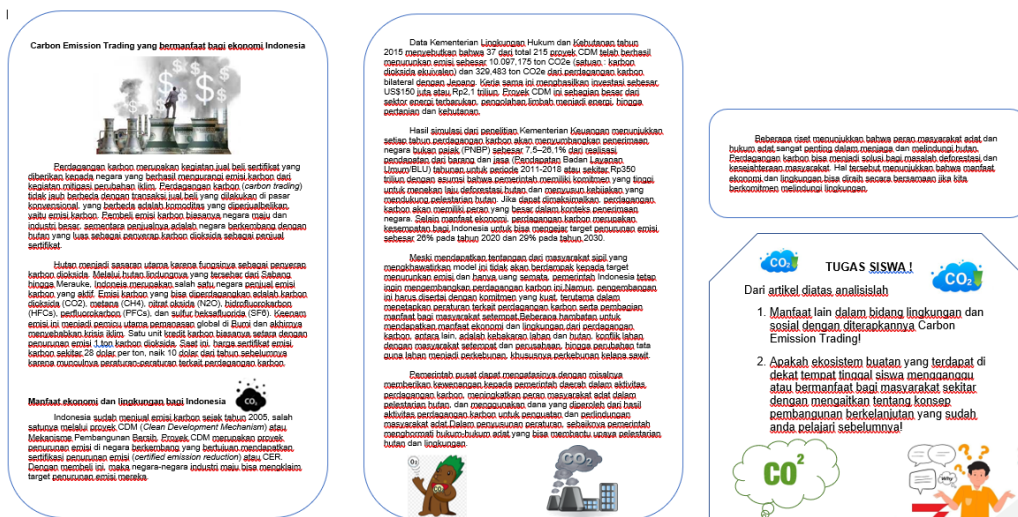 Carbon Emission Trading yang bermanfaat bagi ekonomi Indonesia
Perdagangan karbon merupakan kegiatan jual beli sertifikat yang
diberikan kepada negara yang berhasil mengurangi emisi karbon dari
kegiatan mitigasi perubahan iklim. Perdagangan karbon (carbon trading)
tidak jauh berbeda dengan transaksi jual beli yang dilakukan di pasar
konvensional, yang berbeda adalah komoditas yang diperjualbelikan,
yaitu emisi karbon. Pembeli emisi karbon biasanya negara maju dan
industri besar, sementara penjualnya adalah negara berkembang dengan
hutan yang luas sebagai penyerap karbon dioksida sebagai penjual
sertifikat.
Hutan menjadi sasaran utama karena fungsinya sebagai penyerap
karbon dioksida. Melalui hutan lindungnya yang tersebar dari Sabang
hingga Merauke, Indonesia merupakan salah satu negara penjual emisi
karbon yang aktif. Emisi karbon yang bisa diperdagangkan adalah karbon
dioksida (CO2), metana (CH4), nitrat oksida (N2O), hidrofluorokarbon
(HFCs), perfluorokarbon (PFCs), dan sulfur heksafluorida (SF6). Keenam
emisi ini menjadi pemicu utama pemanasan global di Bumi dan akhirnya
menyebabkan krisis iklim. Satu unit kredit karbon biasanya setara dengan
penurunan emisi 1 ton karbon dioksida. Saat ini, harga sertifikat emisi
karbon sekitar 28 dolar per ton, naik 10 dolar dari tahun sebelumnya
karena munculnya peraturan-peraturan terkait perdagangan karbon.
Manfaat ekonomi dan lingkungan bagi Indonesia
CO₂
Indonesia sudah menjual emisi karbon sejak tahun 2005, salah
satunya melalui proyek CDM (Clean Development Mechanism) atau
Mekanisme Pembangunan Bersih. Proyek CDM merupakan proyek
penurunan emisi di negara berkembang yang bertujuan mendapatkan
sertifikasi penurunan emisi (certified emission reduction) atau CER.
Dengan membeli ini, maka negara-negara industri maju bisa mengklaim
target penurunan emisi mereka.
Data Kementerian Lingkungan Hukum dan Kehutanan tahun
2015 menyebutkan bahwa 37 dari total 215 proyek CDM telah berhasil
menurunkan emisi sebesar 10.097,175 ton CO2e (satuan : karbon
dioksida ekuivalen) dan 329,483 ton CO2e dari perdagangan karbon
bilateral dengan Jepang. Kerja sama ini menghasilkan investasi sebesar
US$150 juta atau Rp2,1 triliun. Proyek CDM ini sebagian besar dari
sektor energi terbarukan, pengolahan limbah menjadi energi, hingga
pertanian dan kehutanan.
Hasil simulasi dari penelitian Kementerian Keuangan menunjukkan
setiap tahun perdagangan karbon akan menyumbangkan penerimaan
negara bukan pajak (PNBP) sebesar 7.5–26,1% dari realisasi
pendapatan dari barang dan jasa (Pendapatan Badan Layanan
Umum/BLU) tahunan untuk periode 2011-2018 atau sekitar Rp350
triliun dengan asumsi bahwa pemerintah memiliki komitmen yang tinggi
untuk menekan laju deforestasi hutan dan menyusun kebijakan yang
mendukung pelestarian hutan. Jika dapat dimaksimalkan, perdagangan
karbon akan memiliki peran yang besar dalam konteks penerimaan
negara. Selain manfaat ekonomi, perdagangan karbon merupakan
kesempatan bagi Indonesia untuk bisa mengejar target penurunan emisi,
sebesar 26% pada tahun 2020 dan 29% pada tahun 2030.
Meski mendapatkan tentangan dari masyarakat sipil yang
mengkhawatirkan model ini tidak akan berdampak kepada target
menurunkan emisi dan hanya uang semata, pemerintah Indonesia tetap
ingin mengembangkan perdagangan karbon ini.Namun, pengembangan
ini harus disertai dengan komitmen yang kuat, terutama dalam
menetapkan peraturan terkait perdagangan karbon serta pembagian
manfaat bagi masyarakat setempat.Beberapa hambatan untuk
mendapatkan manfaat ekonomi dan lingkungan dari perdagangan
karbon, antara lain, adalah kebakaran lahan dan hutan, konflik lahan
dengan masyarakat setempat dan perusahaan, hingga perubahan tata
guna lahan menjadi perkebunan, khususnya perkebunan kelapa sawit.
Pemerintah pusat dapat mengatasinya dengan misalnya
memberikan kewenangan kepada pemerintah daerah dalam aktivitas
perdagangan karbon, meningkatkan peran masyarakat adat dalam
pelestarian hutan, dan menggunakan dana yang diperoleh dari hasil
aktivitas perdagangan karbon untuk penguatan dan perlindungan
masyarakat adat.Dalam penyusunan peraturan, sebaiknya pemerintah
menghormati hukum-hukum adat yang bisa membantu upaya pelestarian
hutan dan lingkungan.
O₂
CO₂
Beberapa riset menunjukkan bahwa peran masyarakat adat dan
hukum adat sangat penting dalam menjaga dan melindungi hutan.
Perdagangan karbon bisa menjadi solusi bagi masalah deforestasi dan
kesejahteraan masyarakat. Hal tersebut menunjukkan bahwa manfaat
ekonomi dan lingkungan bisa diraih secara bersamaan jika kita
berkomitmen melindungi lingkungan.
CO₂
TUGAS SISWA !
CO₂
Dari artikel diatas analisislah
1. Manfaat lain dalam bidang lingkungan dan
sosial dengan diterapkannya Carbon
Emission Trading!
2. Apakah ekosistem buatan yang terdapat di
dekat tempat tinggal siswa mengganggu
atau bermanfaat bagi masyarakat sekitar
dengan mengaitkan tentang konsep
pembangunan berkelanjutan yang sudah
anda pelajari sebelumnya!
CO²
Why